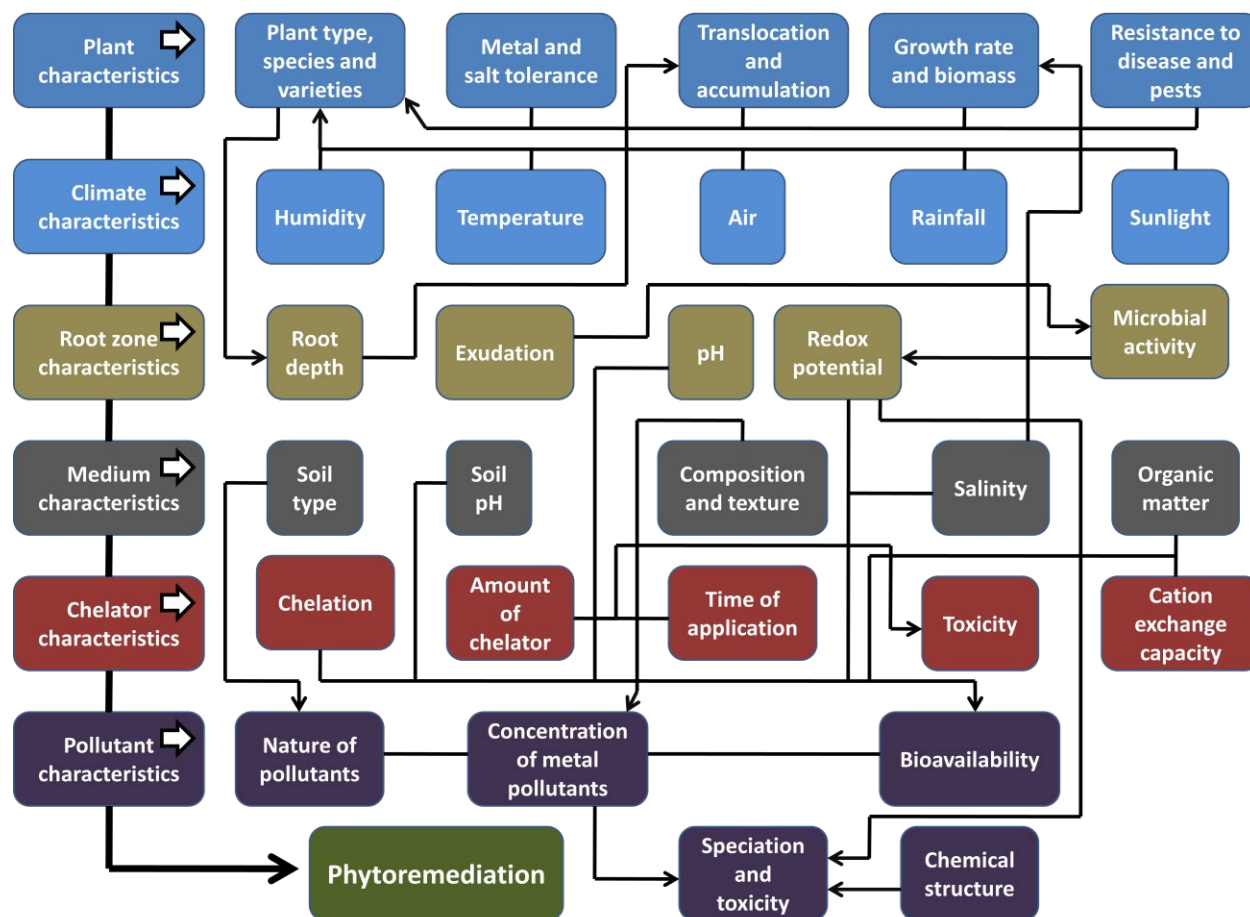 Plant
characteristics
Plant type,
species and
varieties
Metal and
salt tolerance
Translocation
and
accumulation
Growth rate
and biomass
Resistance to
disease and
pests
Climate
characteristics
Humidity
Temperature
Air
Rainfall
Sunlight
Root zone
characteristics
Root
depth
Exudation
pH
Redox
potential
Microbial
activity
Medium
characteristics
Soil
type
Soil
pH
Composition
and texture
Salinity
Organic
matter
Chelator
characteristics
Chelation
Amount
of
chelator
Time of
application
Toxicity
Cation
exchange
capacity
Pollutant
characteristics
Nature of
pollutants
Concentration
of metal
pollutants
Bioavailability
Phytoremediation
Speciation
and
toxicity
Chemical
structure